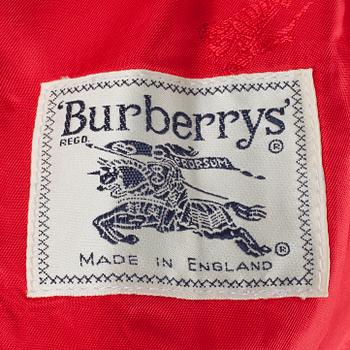 'Burberrys'
REGD. ®
PRORSUM
®
MADE IN ENGLAND